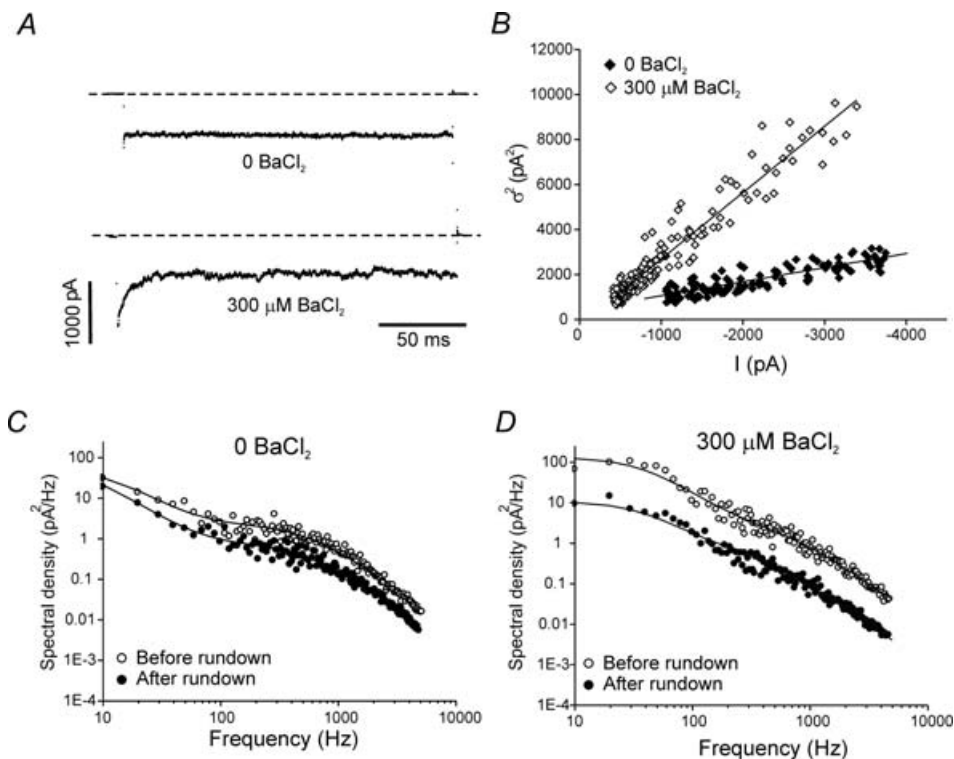 A
0 BaCl2
300 µM BaCl2
1000 pA
50 ms
B
12000
10000
8000
6000
4000
2000
0
σ2 (pA2)
0 BaCl2
300 µM BaCl2
0
-1000
-2000
-3000
-4000
I (pA)
C
0 BaCl2
100
10
1
0.1
0.01
1E-3
1E-4
Spectral density (pA2/Hz)
Before rundown
After rundown
10
100
1000
10000
Frequency (Hz)
D
300 µM BaCl2
100
10
1
0.1
0.01
1E-3
1E-4
Spectral density (pA2/Hz)
Before rundown
After rundown
10
100
1000
10000
Frequency (Hz)